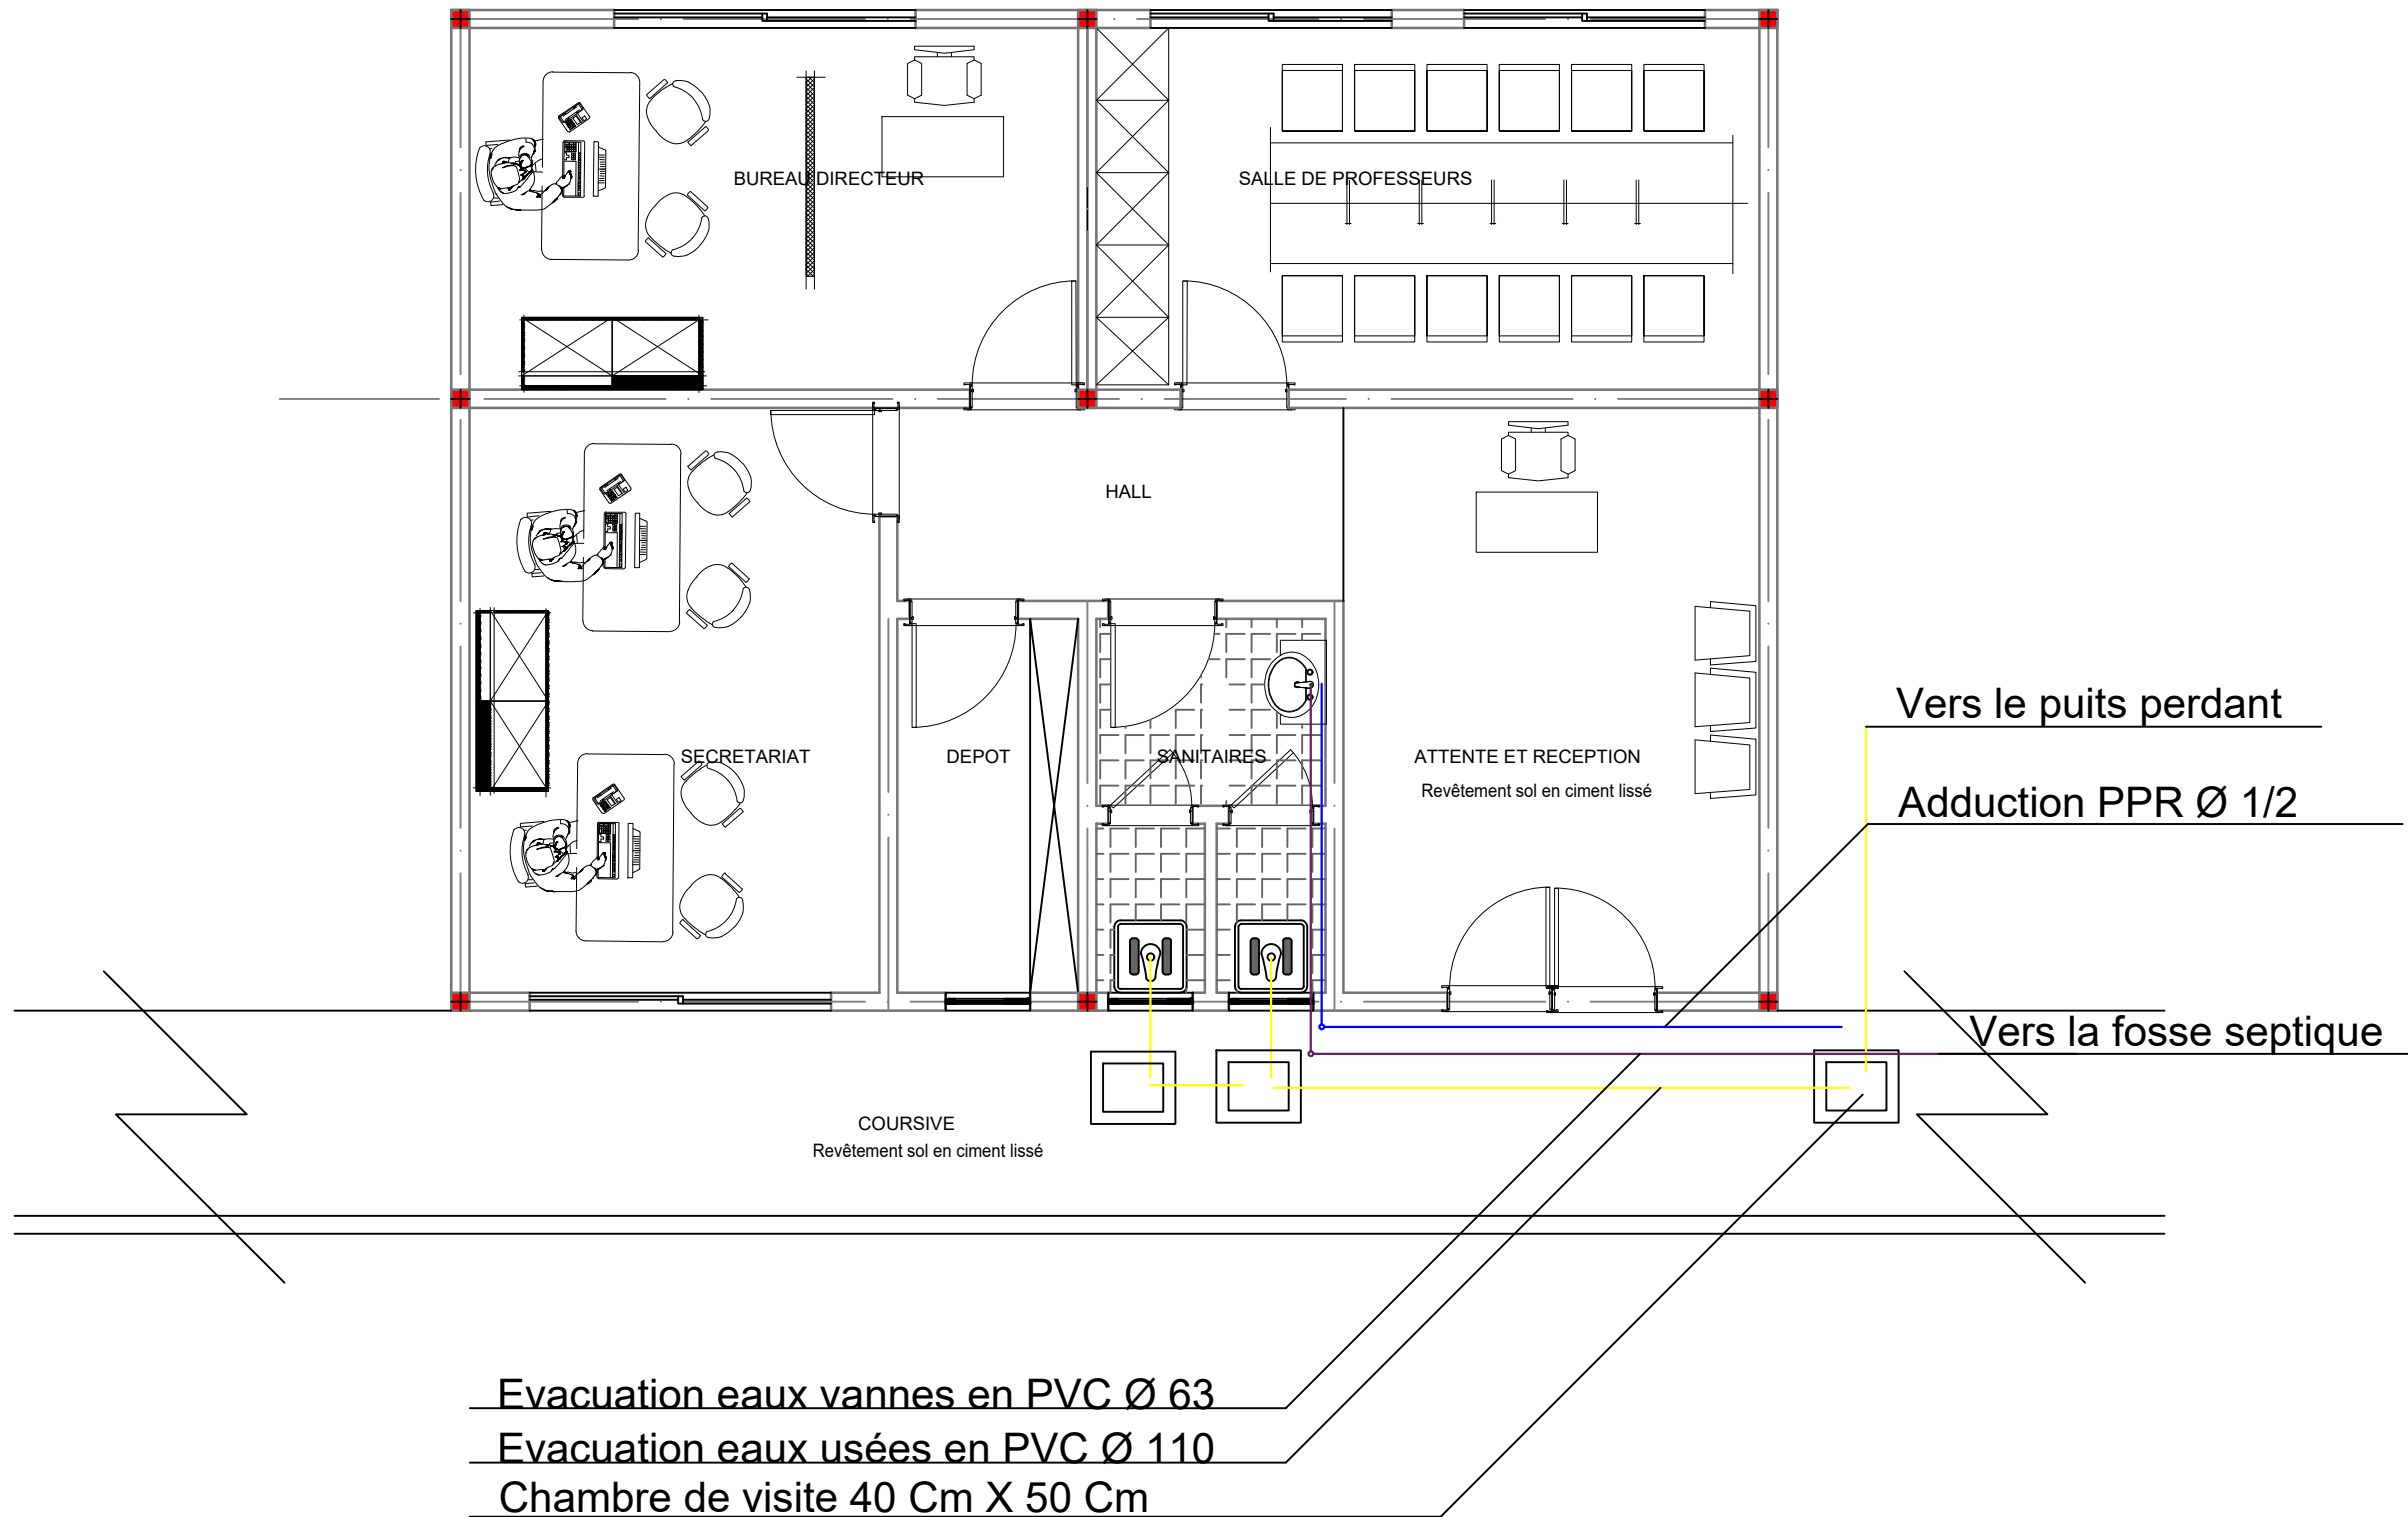 BUREAU DIRECTEUR
SALLE DE PROFESSEURS
HALL
SECRETARIAT
DEPOT
SANITAIRES
ATTENTE ET RECEPTION
Revêtement sol en ciment lissé
Vers le puits perdant
Adduction PPR Ø 1/2
Vers la fosse septique
COURSIVE
Revêtement sol en ciment lissé
Evacuation eaux vannes en PVC Ø 63
Evacuation eaux usées en PVC Ø 110
Chambre de visite 40 Cm X 50 Cm